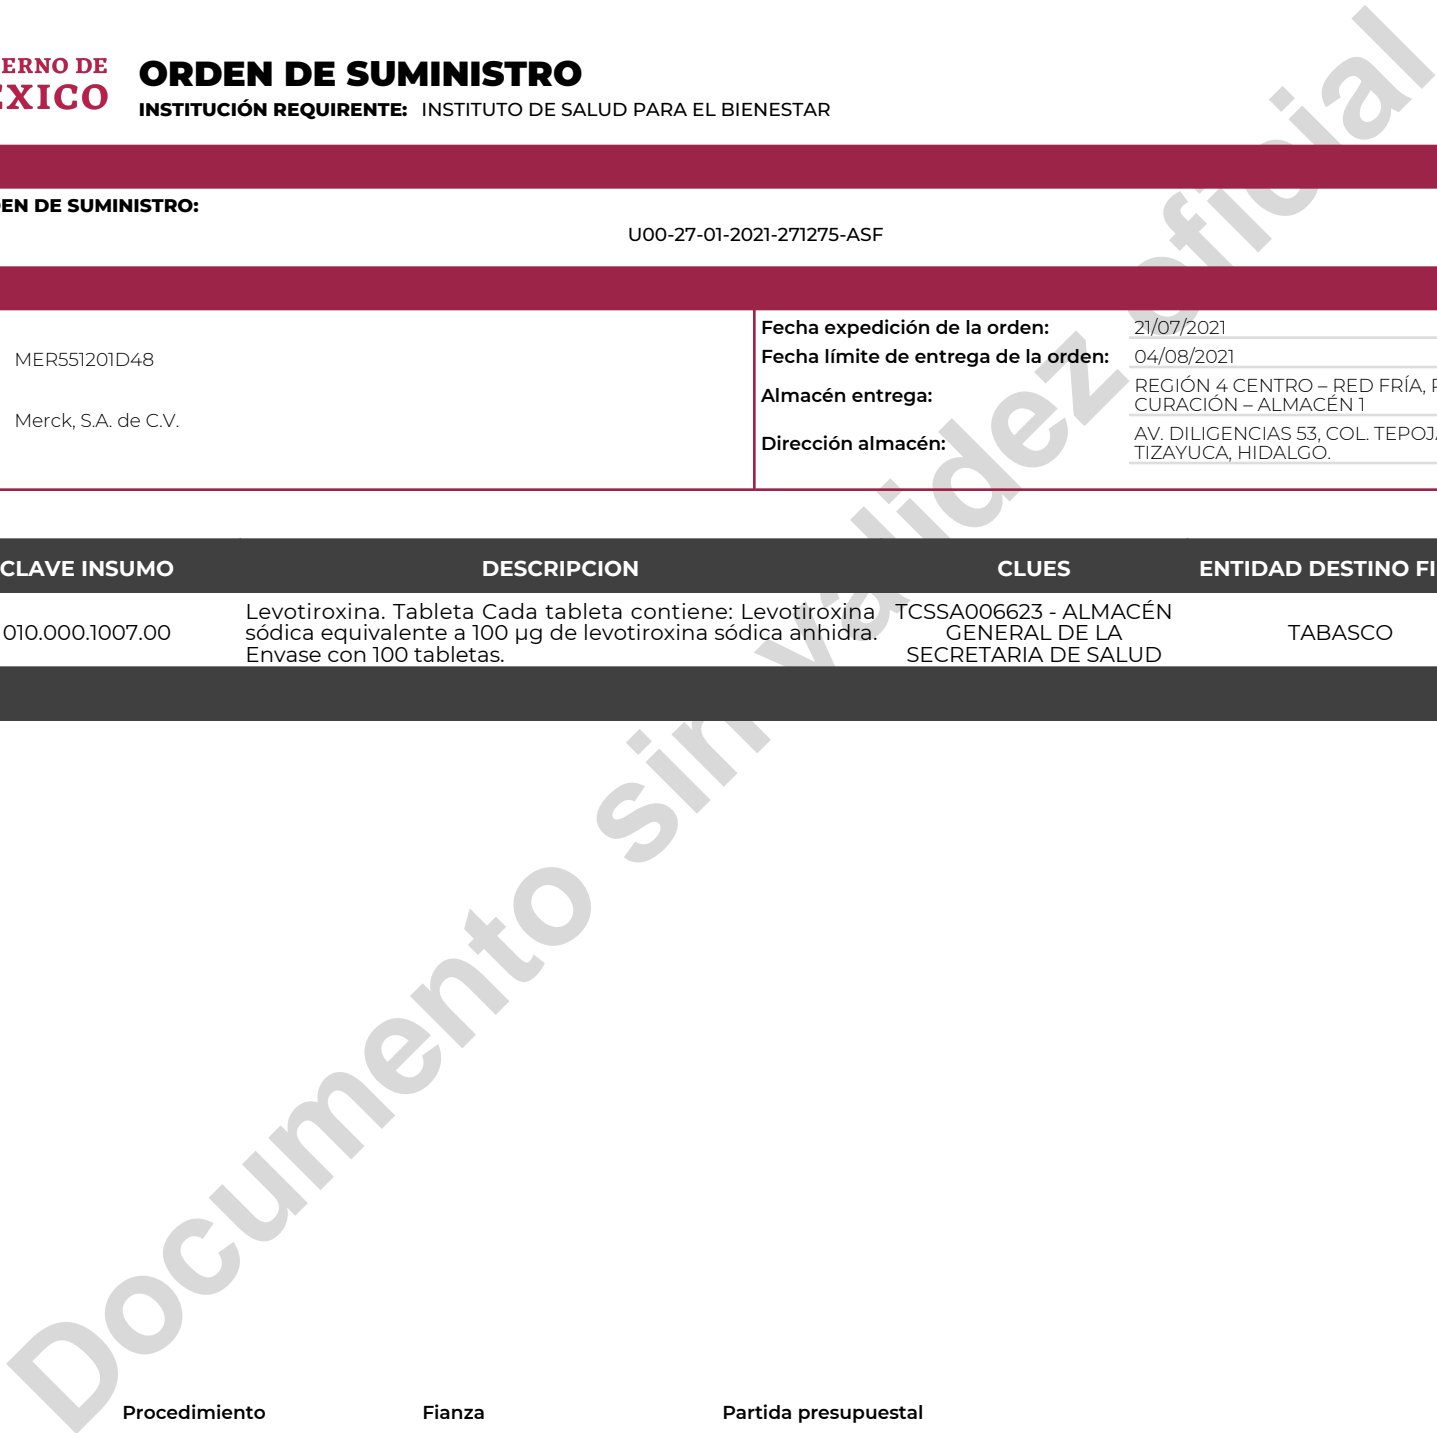 ERNO DE
ÉXICO
ORDEN DE SUMINISTRO
INSTITUCIÓN REQUIRENTE: INSTITUTO DE SALUD PARA EL BIENESTAR
EN DE SUMINISTRO:
U00-27-01-2021-271275-ASF
MER551201D48
Merck, S.A. de C.V.
Fecha expedición de la orden: 21/07/2021
Fecha límite de entrega de la orden: 04/08/2021
Almacén entrega: REGIÓN 4 CENTRO – RED FRÍA,
CURACIÓN – ALMACÉN 1
Dirección almacén: AV. DILIGENCIAS 53, COL. TEPOJA
TIZAYUCA, HIDALGO.
CLAVE INSUMO DESCRIPCION CLUES ENTIDAD DESTINO FI
010.000.1007.00
Levotiroxina. Tableta Cada tableta contiene: Levotiroxina
sódica equivalente a 100 µg de levotiroxina sódica anhidra.
Envase con 100 tabletas.
TCSSA006623 - ALMACÉN
GENERAL DE LA
SECRETARIA DE SALUD
TABASCO
Documento sin validez oficial
Procedimiento Fianza Partida presupuestal